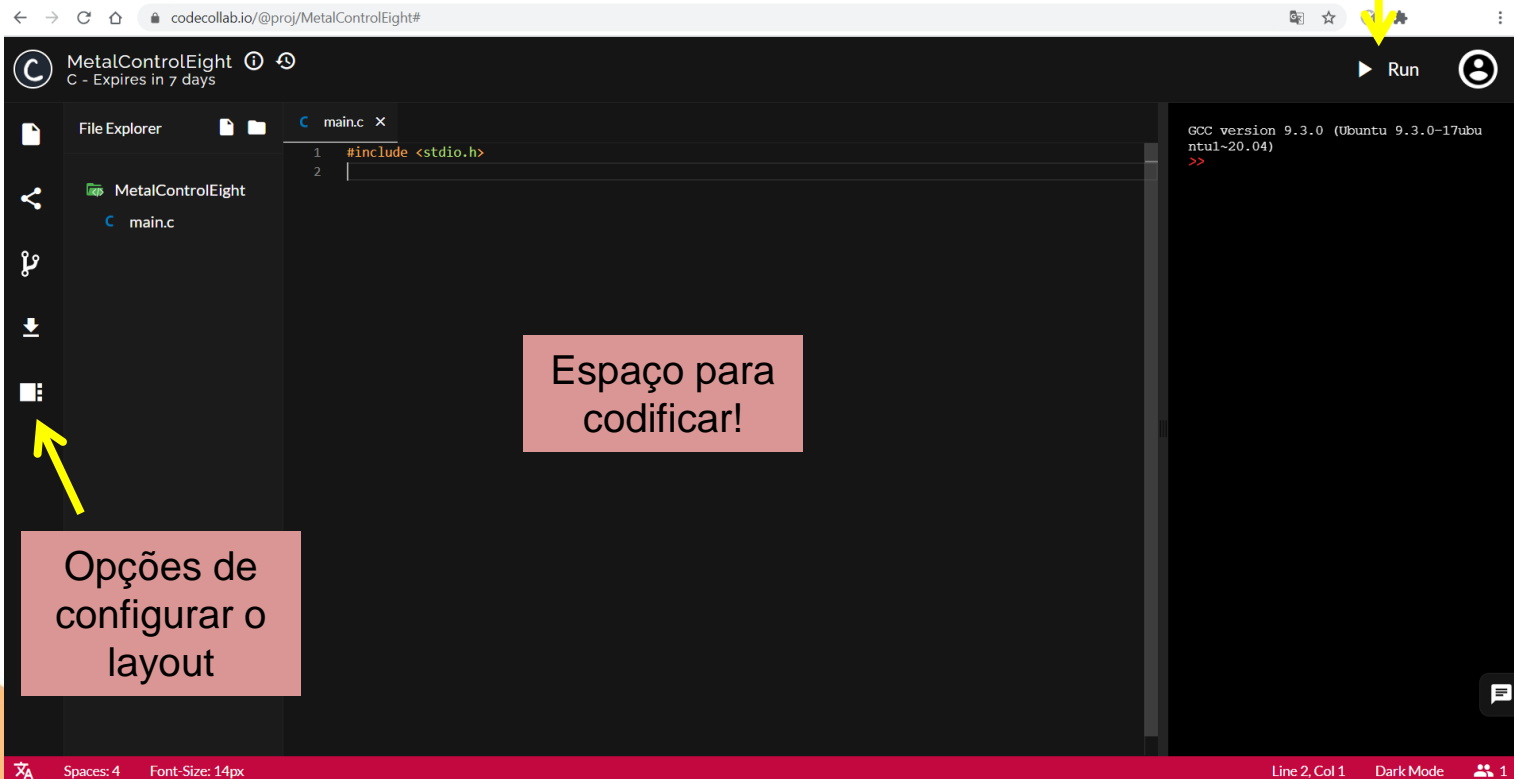 codecollab.io/@proj/MetalControlEight#
MetalControlEight
C - Expires in 7 days
Run
File Explorer
C main.c
1 #include <stdio.h>
2
MetalControlEight
C main.c
GCC version 9.3.0 (Ubuntu 9.3.0-17ubu
ntu1~20.04)
>>
Espaço para
codificar!
Opções de
configurar o
layout
Spaces: 4 Font-Size: 14px
Line 2, Col 1 Dark Mode 1